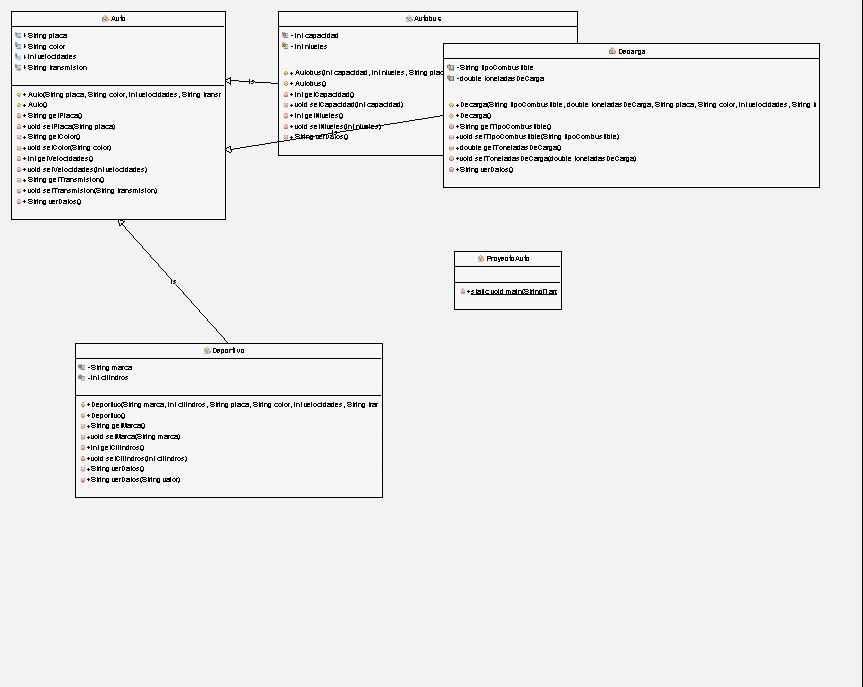 Auto
String placa
String color
int velocidades
String transmision
+ Auto(String placa, String color, int velocidades, String transr
+ Auto()
+ String getPlaca()
+ void setPlaca(String placa)
+ String getColor()
+ void setColor(String color)
+ int getVelocidades()
+ void setVelocidades(int velocidades)
+ String getTransmision()
+ void setTransmision(String transmision)
+ String verDatos()
is
Autobus
- int capacidad
- int niveles
+ Autobus(int capacidad, int niveles, String plac
+ Autobus()
+ int getCapacidad()
+ void setCapacidad(int capacidad)
+ int getNiveles()
+ void setNiveles(int niveles)
+ String verDatos()
is
Decarga
- String tipoCombustible
- double toneladasDeCarga
+ Decarga(String tipoCombustible, double toneladasDeCarga, String placa, String color, int velocidades, String t
+ Decarga()
+ String getTipoCombustible()
+ void setTipoCombustible(String tipoCombustible)
+ double getToneladasDeCarga()
+ void setToneladasDeCarga(double toneladasDeCarga)
+ String verDatos()
is
ProyectoAuto
+ static void main(String[] arg
Deportivo
- String marca
- int cilindros
+ Deportivo(String marca, int cilindros, String placa, String color, int velocidades, String trar
+ Deportivo()
+ String getMarca()
+ void setMarca(String marca)
+ int getCilindros()
+ void setCilindros(int cilindros)
+ String verDatos()
+ String verDatos(String valor)